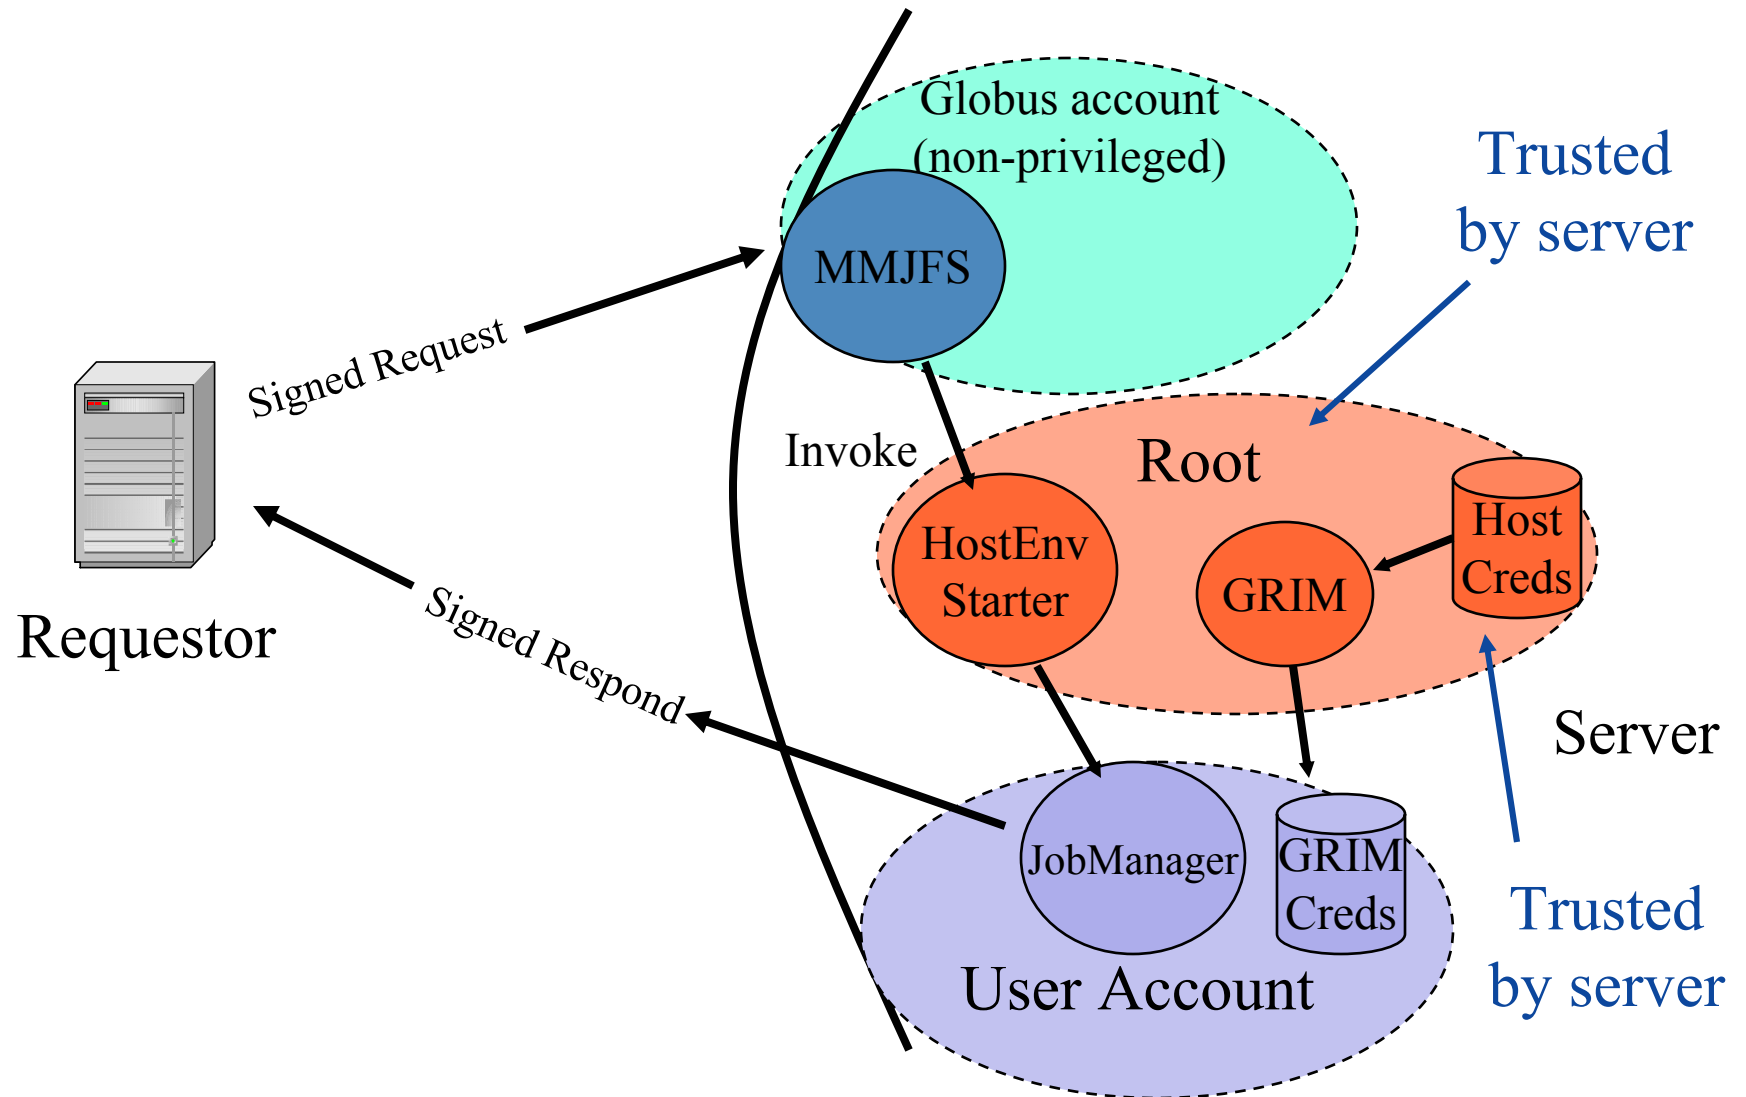 Globus account
(non-privileged)
Trusted
by server
MMJFS
Signed Request
Invoke
Root
Host
Creds
HostEnv
Starter
GRIM
Requestor
Signed Respond
Server
JobManager
GRIM
Creds
User Account
Trusted
by server